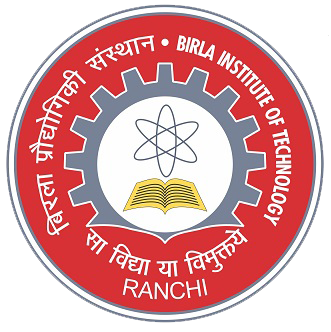 बिरला प्रौद्योगिकी संस्थान • BIRLA INSTITUTE OF TECHNOLOGY
सा विद्या या विमुक्तये
RANCHI